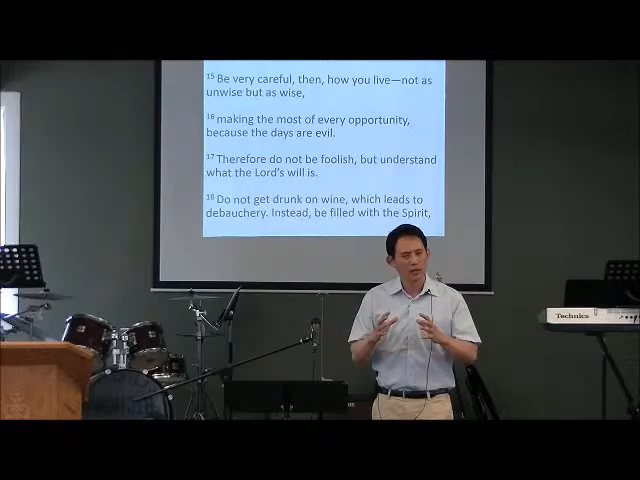 15 Be very careful, then, how you live—not as
unwise but as wise,
16 making the most of every opportunity,
because the days are evil.
17 Therefore do not be foolish, but understand
what the Lord's will is.
18 Do not get drunk on wine, which leads to
debauchery. Instead, be filled with the Spirit,
Technics